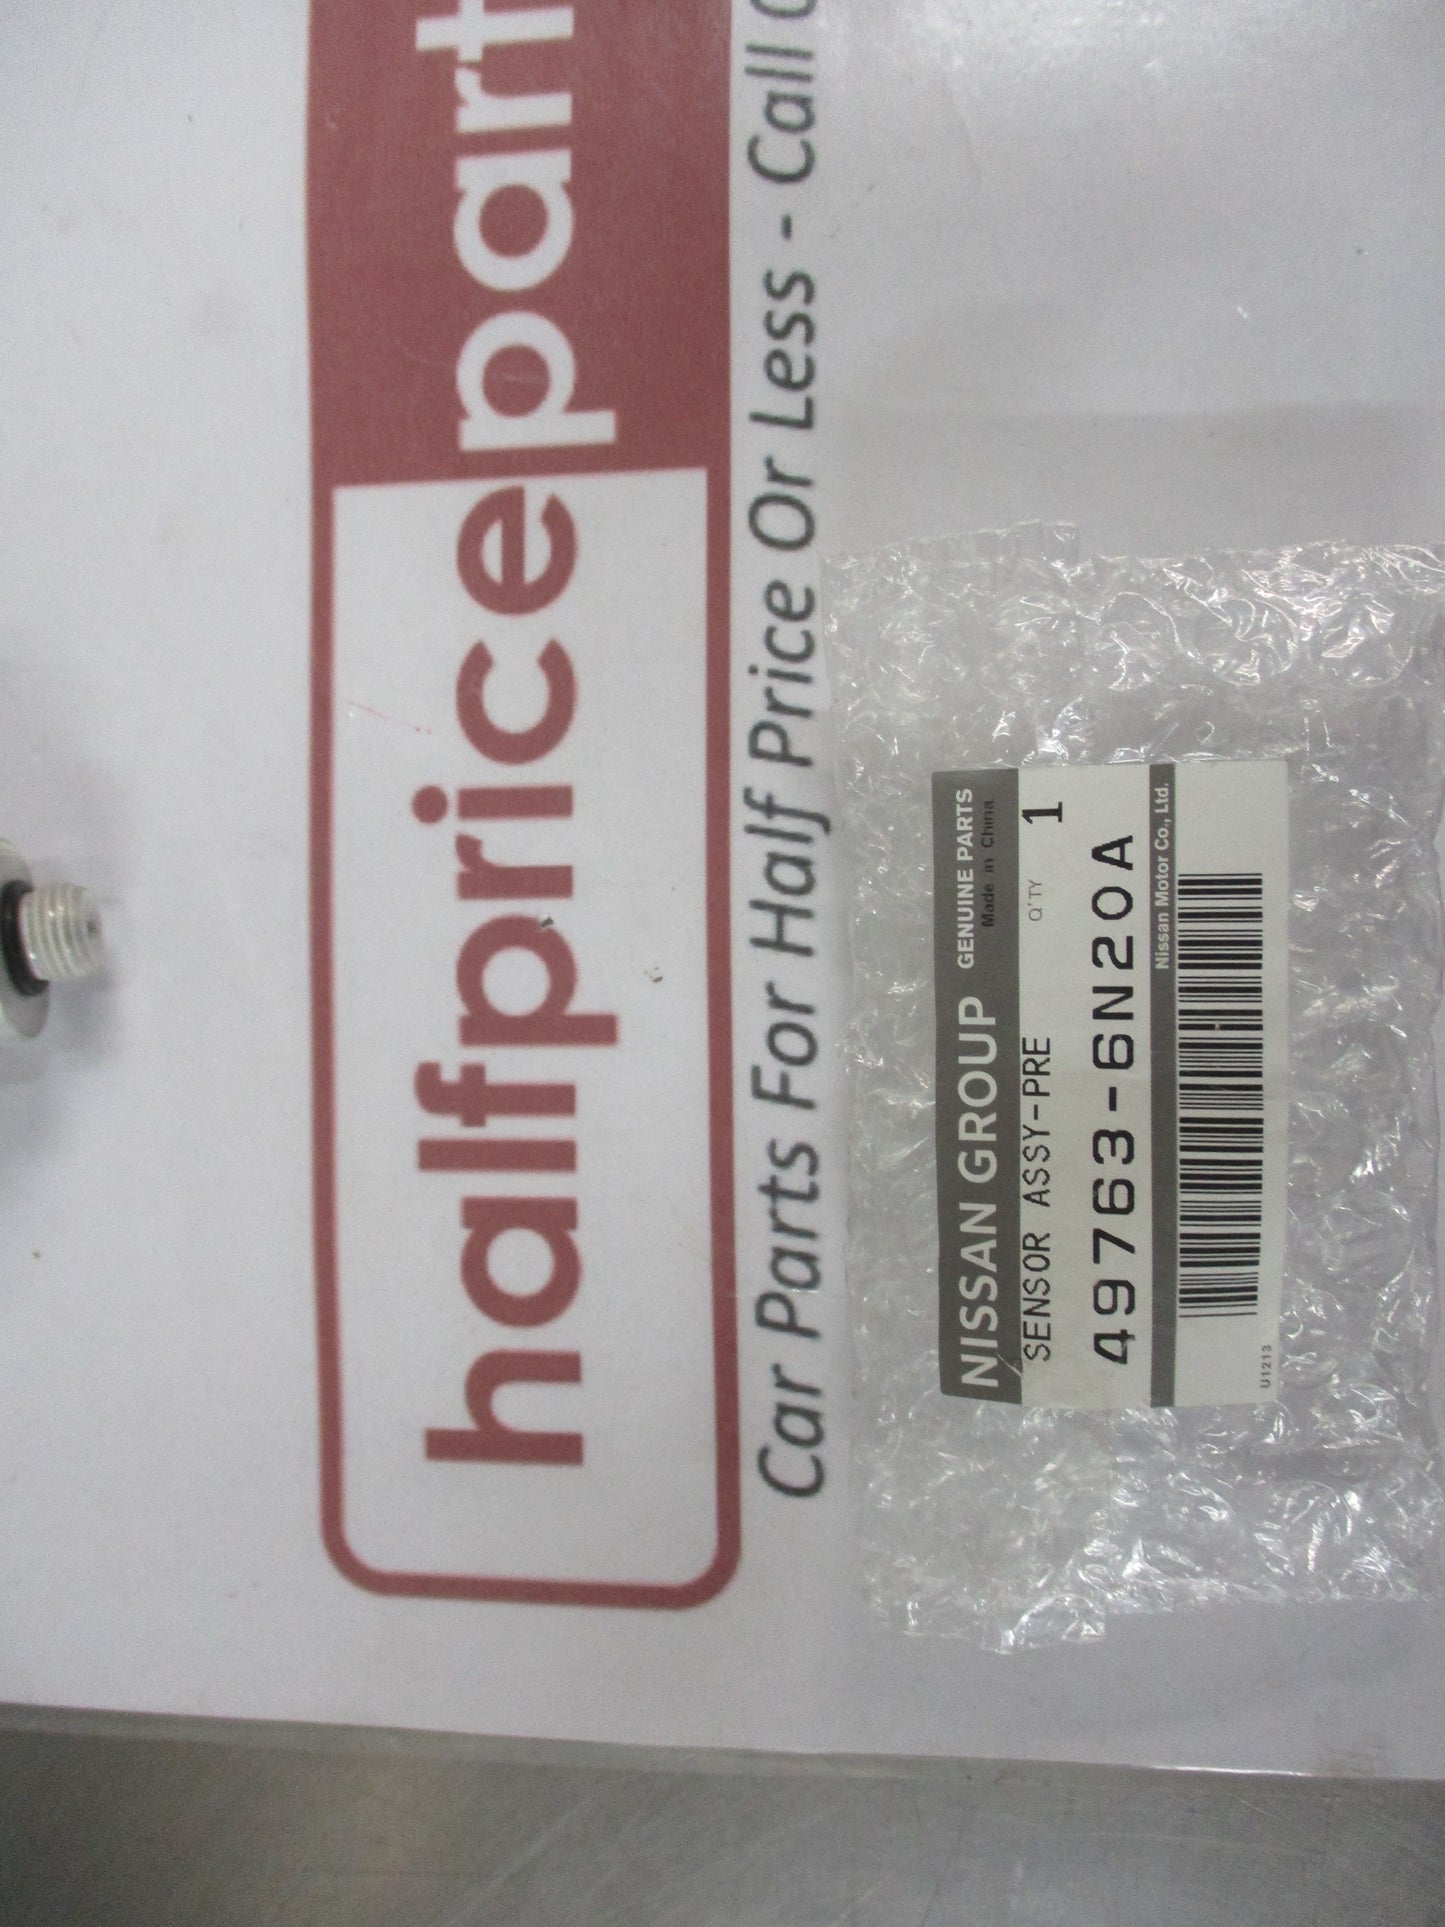 halfpricepart
Car Parts For Half Price Or Less - Call
NISSAN GROUP GENUINE PARTS
Made in China
SENSOR ASSY-PRE Q'TY 1
49763-6N20A
Nissan Motor Co., Ltd.
U1213